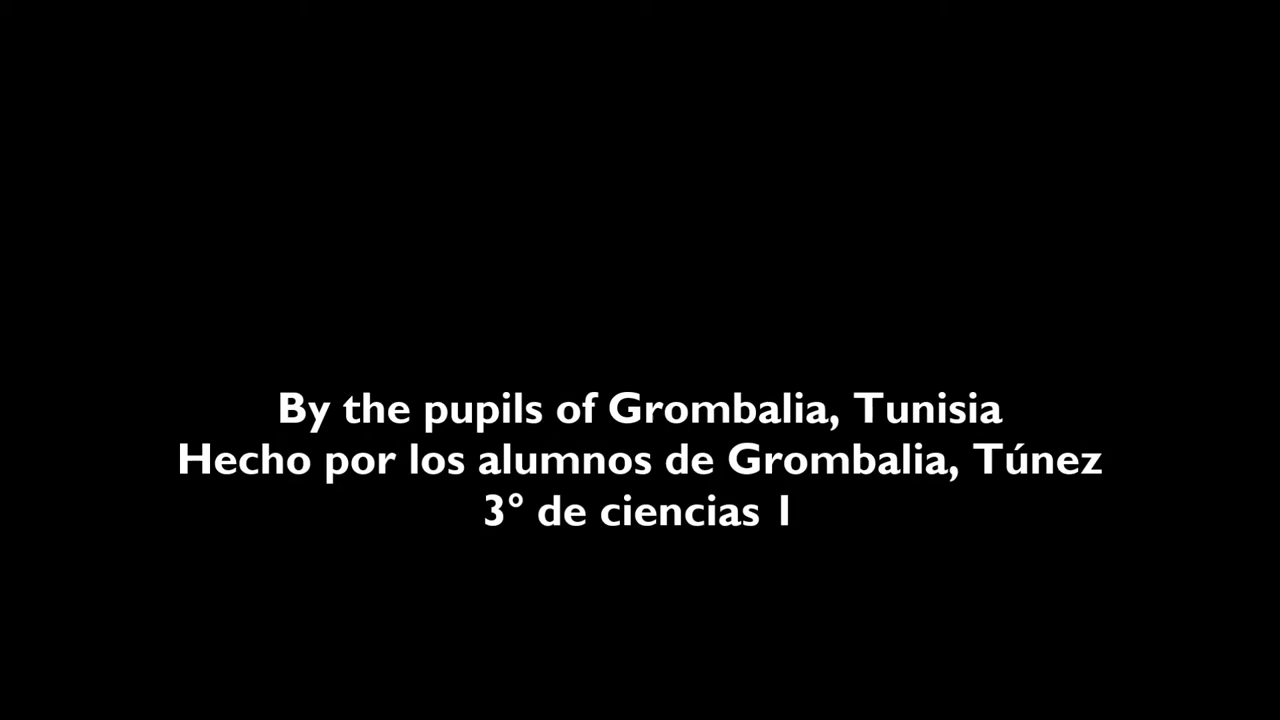 By the pupils of Grombalia, Tunisia
Hecho por los alumnos de Grombalia, Túnez
3° de ciencias 1